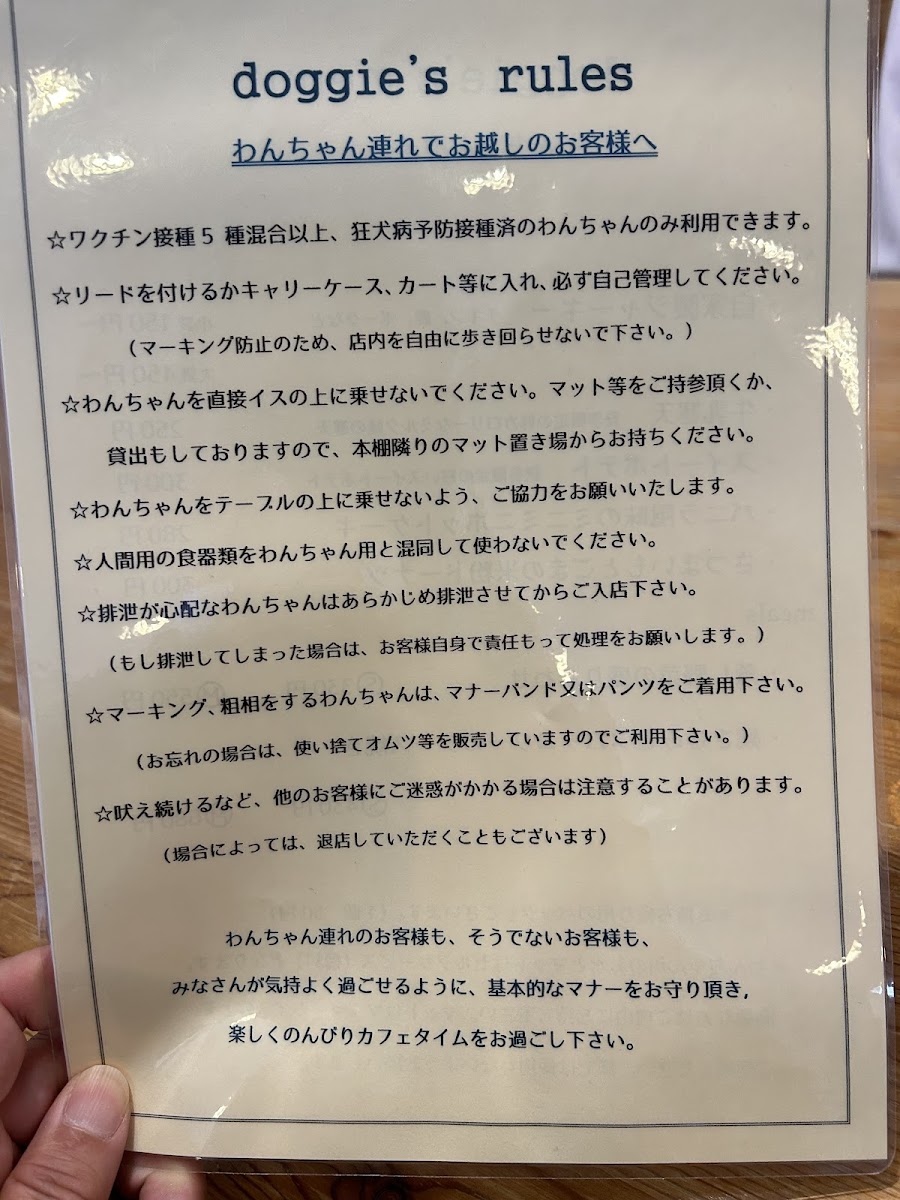 doggie's rules
わんちゃん連れでお越しのお客様へ
☆ワクチン接種5種混合以上、狂犬病予防接種済のわんちゃんのみ利用できます。
☆リードを付けるかキャリーケース、カート等に入れ、必ず自己管理してください。
（マーキング防止のため、店内を自由に歩き回らせないで下さい。）
☆わんちゃんを直接イスの上に乗せないでください。マット等をご持参頂くか、
貸出もしておりますので、本棚隣りのマット置き場からお持ちください。
☆わんちゃんをテーブルの上に乗せないよう、ご協力をお願いいたします。
☆人間用の食器類をわんちゃん用と混同して使わないでください。
☆排泄が心配なわんちゃんはあらかじめ排泄させてからご入店下さい。
（もし排泄してしまった場合は、お客様自身で責任もって処理をお願いします。）
☆マーキング、粗相をするわんちゃんは、マナーバンド又はパンツをご着用下さい。
（お忘れの場合は、使い捨てオムツ等を販売していますのでご利用下さい。）
☆吠え続けるなど、他のお客様にご迷惑がかかる場合は注意することがあります。
（場合によっては、退店していただくこともございます）
わんちゃん連れのお客様も、そうでないお客様も、
みなさんが気持よく過ごせるように、基本的なマナーをお守り頂き,
楽しくのんびりカフェタイムをお過ごし下さい。